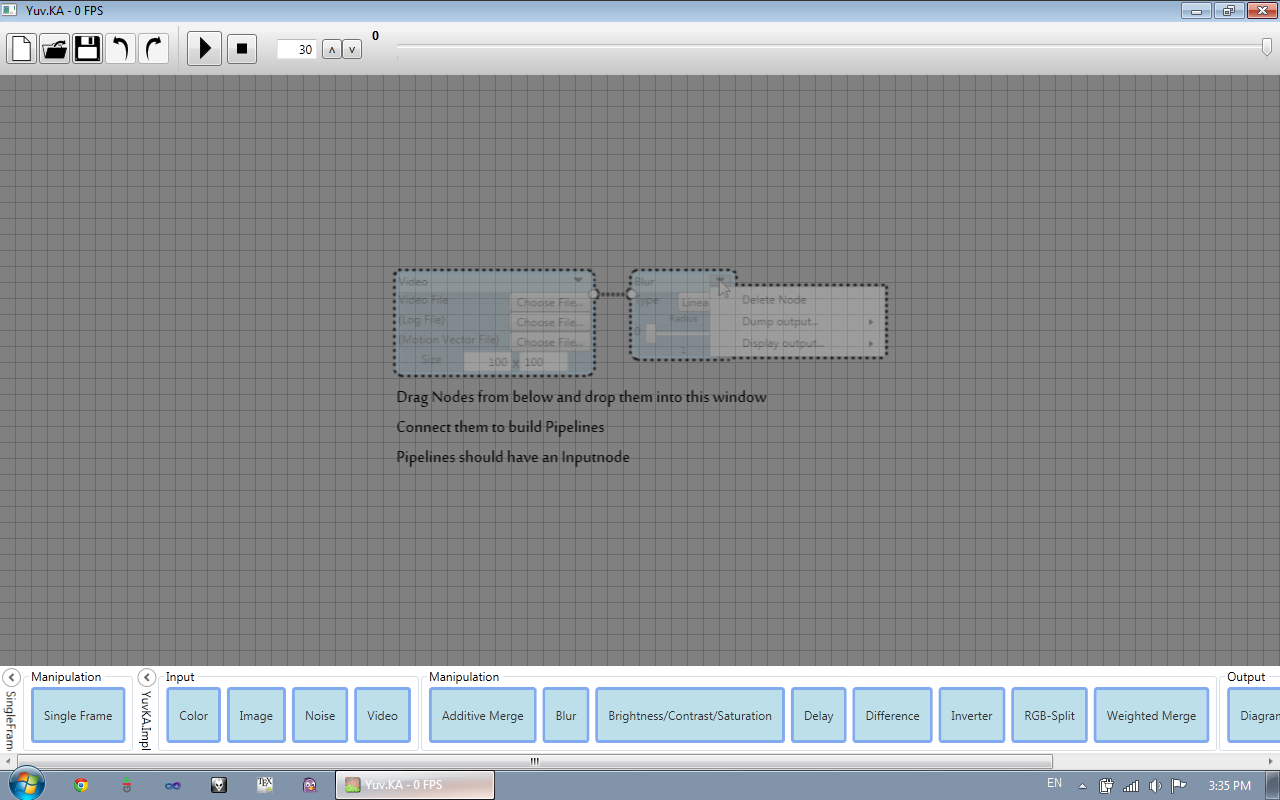 Yuv.KA - 0 FPS
30
0
Video
Video File Choose File...
(Log File) Choose File...
(Motion Vector File) Choose File...
Size 100 x 100
Blur
Type Linea
Radius
0
1
Delete Node
Dump output...
Display output...
Drag Nodes from below and drop them into this window
Connect them to build Pipelines
Pipelines should have an Inputnode
SingleFram
Manipulation
Single Frame
YuvKA.Impl
Input
Color
Image
Noise
Video
Manipulation
Additive Merge
Blur
Brightness/Contrast/Saturation
Delay
Difference
Inverter
RGB-Split
Weighted Merge
Output
Diagran
Yuv.KA - 0 FPS
EN
3:35 PM